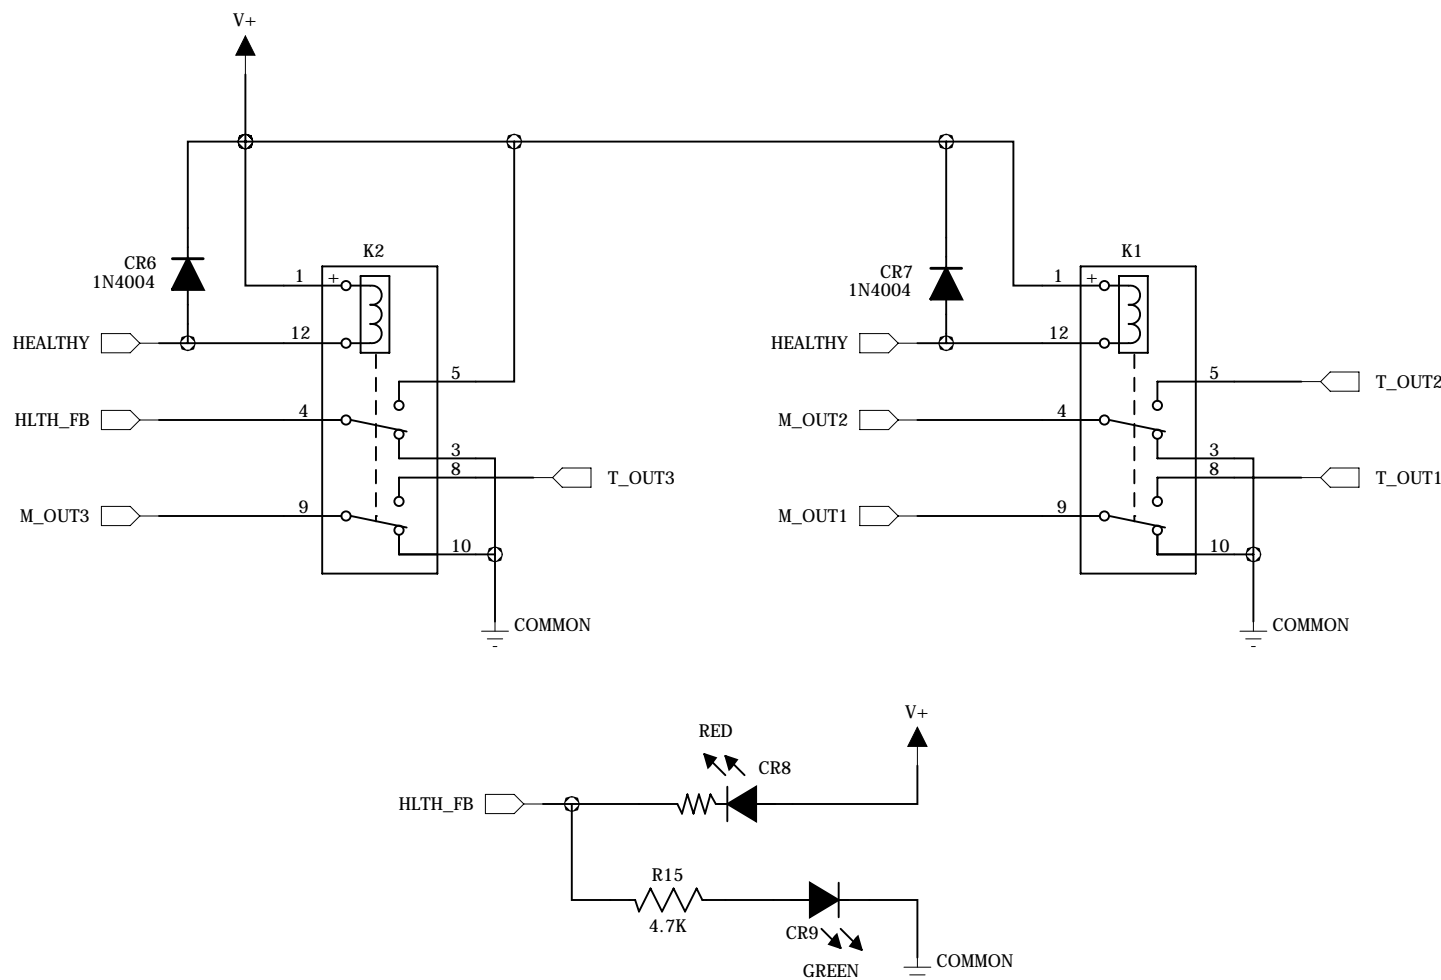 V+
K2
K1
CR6
1N4004
CR7
1N4004
1
+
1
+
HEALTHY
12
HEALTHY
12
5
5
T_OUT2
HLTH_FB
4
M_OUT2
4
3
3
8
T_OUT3
8
T_OUT1
M_OUT3
9
M_OUT1
9
10
10
COMMON
COMMON
V+
RED
CR8
HLTH_FB
R15
4.7K
CR9
GREEN
COMMON